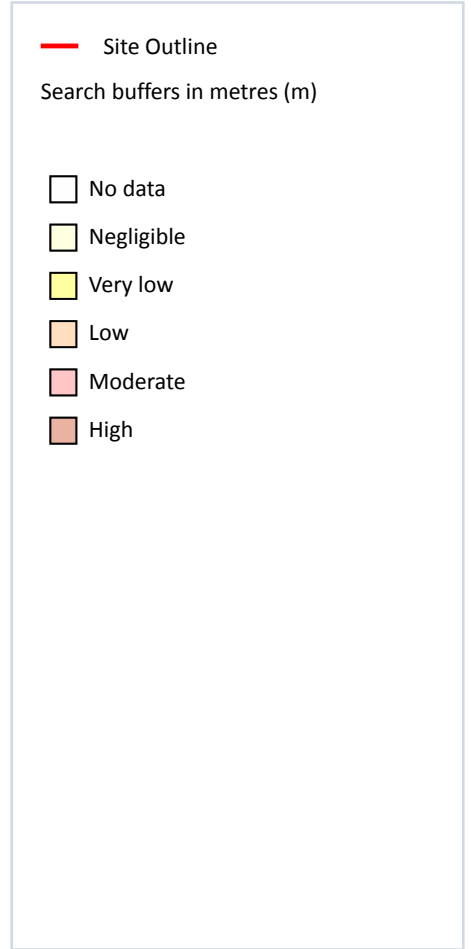 Site Outline
Search buffers in metres (m)
No data
Negligible
Very low
Low
Moderate
High